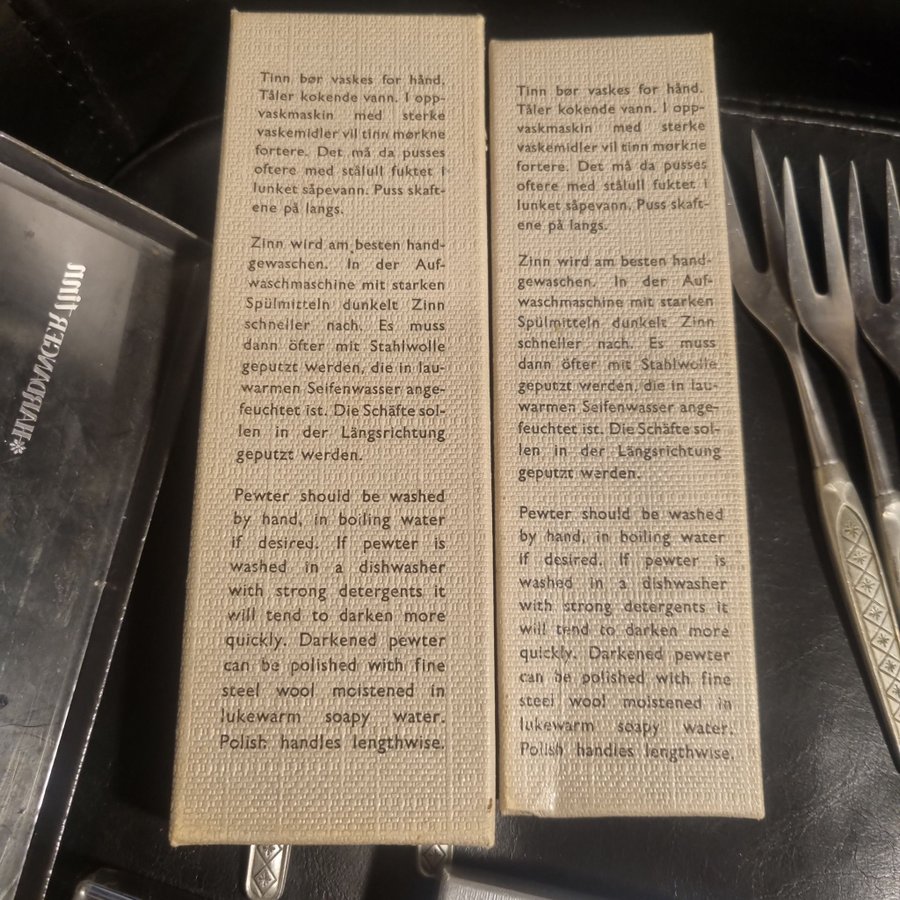 *HARDANGER TINN
Tinn bør vaskes for hånd.
Tåler kokende vann. I opp-
vaskmaskin med sterke
vaskemidler vil tinn mørkne
fortere. Det må da pusses
oftere med stålull fuktet i
lunket såpevann. Puss skaft-
ene på langs.
Zinn wird am besten hand-
gewaschen. In der Auf-
waschmaschine mit starken
Spülmitteln dunkelt Zinn
schneller nach. Es muss
dann öfter mit Stahlwolle
geputzt werden, die in lau-
warmen Seifenwasser ange-
feuchtet ist. Die Schäfte sol-
len in der Längsrichtung
geputzt werden.
Pewter should be washed
by hand, in boiling water
if desired. If pewter is
washed in a dishwasher
with strong detergents it
will tend to darken more
quickly. Darkened pewter
can be polished with fine
steel wool moistened in
lukewarm soapy water.
Polish handles lengthwise.
Tinn bør vaskes for hånd.
Tåler kokende vann. I opp-
vaskmaskin med sterke
vaskemidler vil tinn mørkne
fortere. Det må da pusses
oftere med stålull fuktet i
lunket såpevann. Puss skaft-
ene på langs.
Zinn wird am besten hand-
gewaschen. In der Auf-
waschmaschine mit starken
Spülmitteln dunkelt Zinn
schneller nach. Es muss
dann öfter mit Stahlwolle
geputzt werden, die in lau-
warmen Seifenwasser ange-
feuchtet ist. Die Schäfte sol-
len in der Längsrichtung
geputzt werden.
Pewter should be washed
by hand, in boiling water
if desired. If pewter is
washed in a dishwasher
with strong detergents it
will tend to darken more
quickly. Darkened pewter
can be polished with fine
steel wool moistened in
lukewarm soapy water.
Polish handles lengthwise.